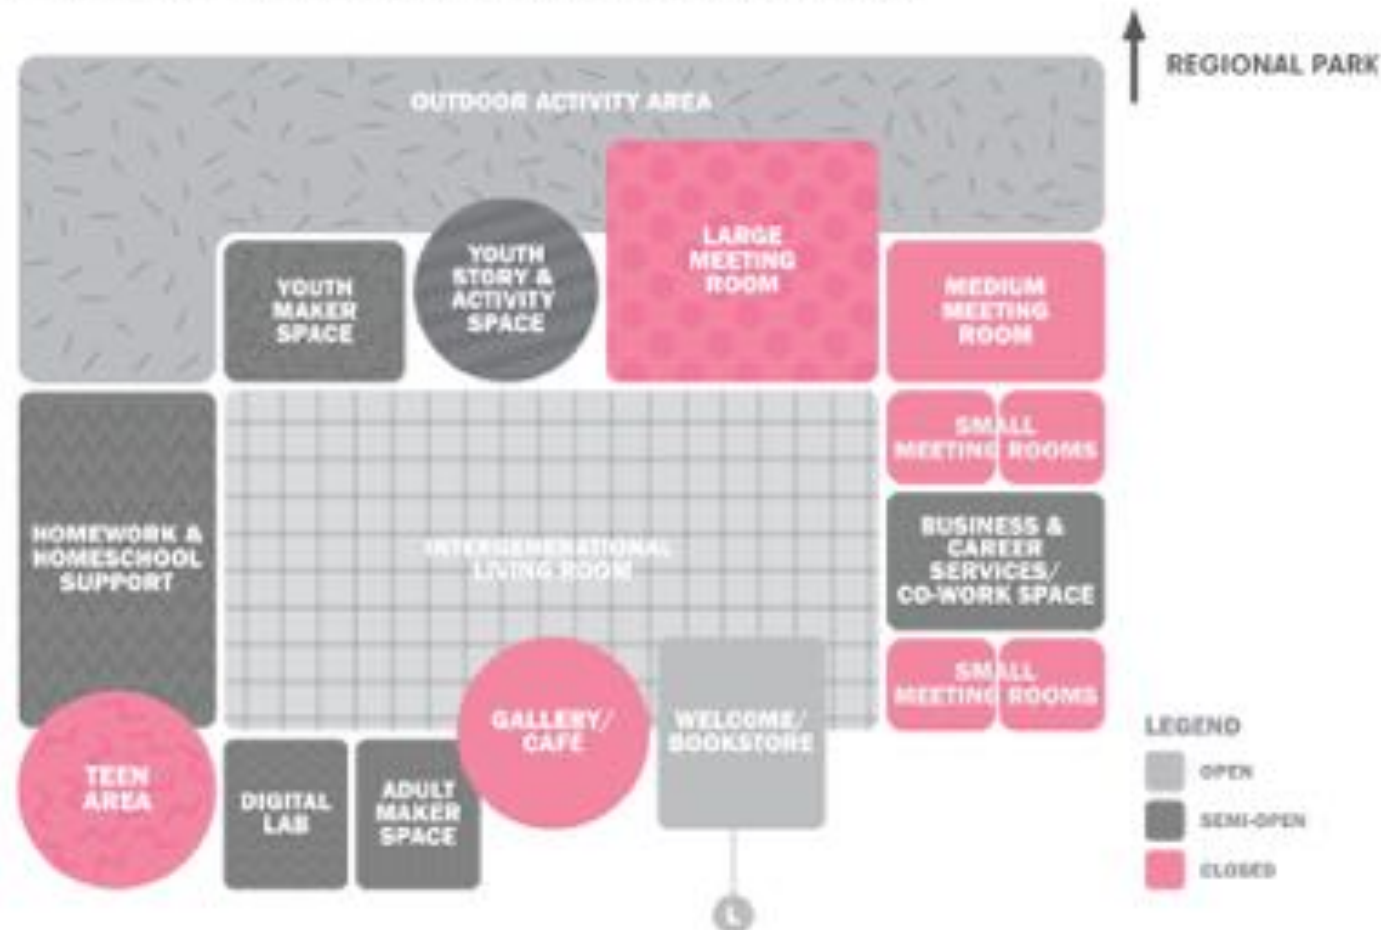 REGIONAL PARK
OUTDOOR ACTIVITY AREA
YOUTH
MAKER
SPACE
YOUTH
STORY &
ACTIVITY
SPACE
LARGE
MEETING
ROOM
MEDIUM
MEETING
ROOM
SMALL
MEETING ROOMS
HOMEWORK &
HOMESCHOOL
SUPPORT
INTERGENERATIONAL
LIVING ROOM
BUSINESS &
CAREER
SERVICES/
CO-WORK SPACE
SMALL
MEETING ROOMS
TEEN
AREA
DIGITAL
LAB
ADULT
MAKER
SPACE
GALLERY/
CAFÉ
WELCOME/
BOOKSTORE
L
LEGEND
OPEN
SEMI-OPEN
CLOSED